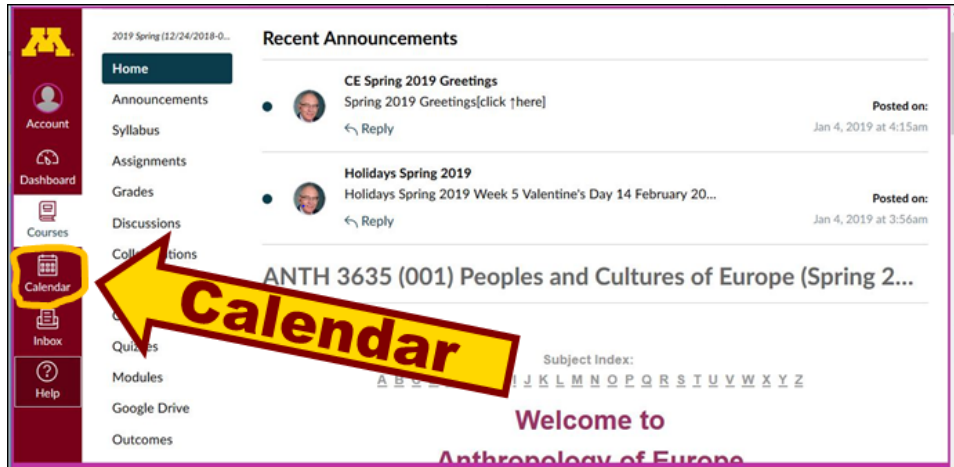 M
Account
Dashboard
Courses
Calendar
Inbox
Help
2019 Spring (12/24/2018-0...
Home
Announcements
Syllabus
Assignments
Grades
Discussions
Modules
Google Drive
Outcomes
Calendar
Recent Announcements
CE Spring 2019 Greetings
Spring 2019 Greetings[click ↑here]
Reply
Posted on:
Jan 4, 2019 at 4:15am
Holidays Spring 2019
Holidays Spring 2019 Week 5 Valentine's Day 14 February 20...
Reply
Posted on:
Jan 4, 2019 at 3:56am
ANTH 3635 (001) Peoples and Cultures of Europe (Spring 2...
Subject Index:
A B C I J K L M N O P Q R S T U V W X Y Z
Welcome to
Anthropology of Europe